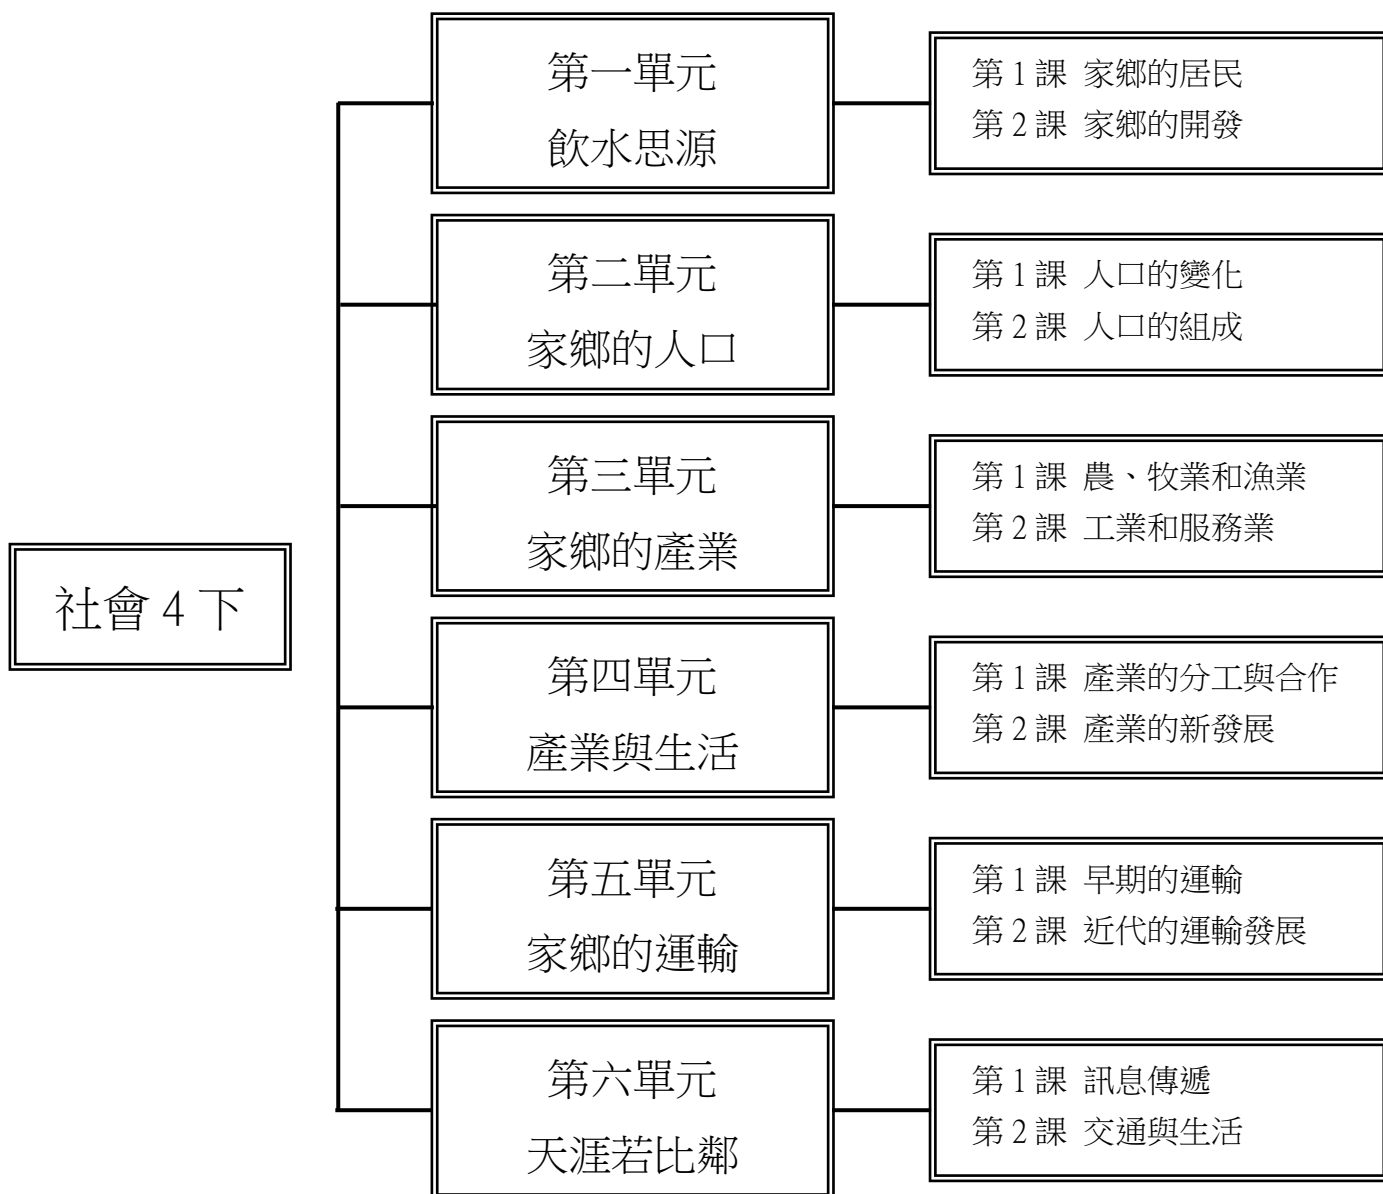 社會 4 下
第一單元
飲水思源
第 1 課 家鄉的居民
第 2 課 家鄉的開發
第二單元
家鄉的人口
第 1 課 人口的變化
第 2 課 人口的組成
第三單元
家鄉的產業
第 1 課 農、牧業和漁業
第 2 課 工業和服務業
第四單元
產業與生活
第 1 課 產業的分工與合作
第 2 課 產業的新發展
第五單元
家鄉的運輸
第 1 課 早期的運輸
第 2 課 近代的運輸發展
第六單元
天涯若比鄰
第 1 課 訊息傳遞
第 2 課 交通與生活